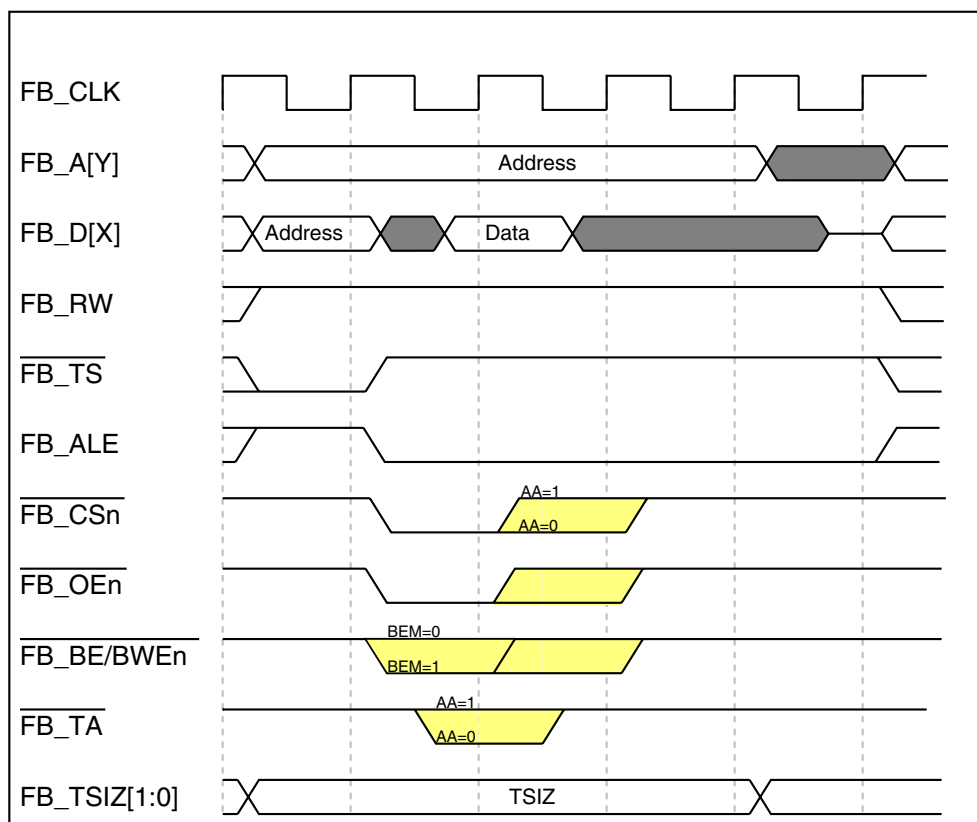 FB_CLK
FB_A[Y]
Address
FB_D[X]
Address
Data
FB_RW
FB_TS
FB_ALE
FB_CSn
AA=1
AA=0
FB_OEn
FB_BE/BWEn
BEM=0
BEM=1
FB_TA
AA=1
AA=0
FB_TSIZ[1:0]
TSIZ